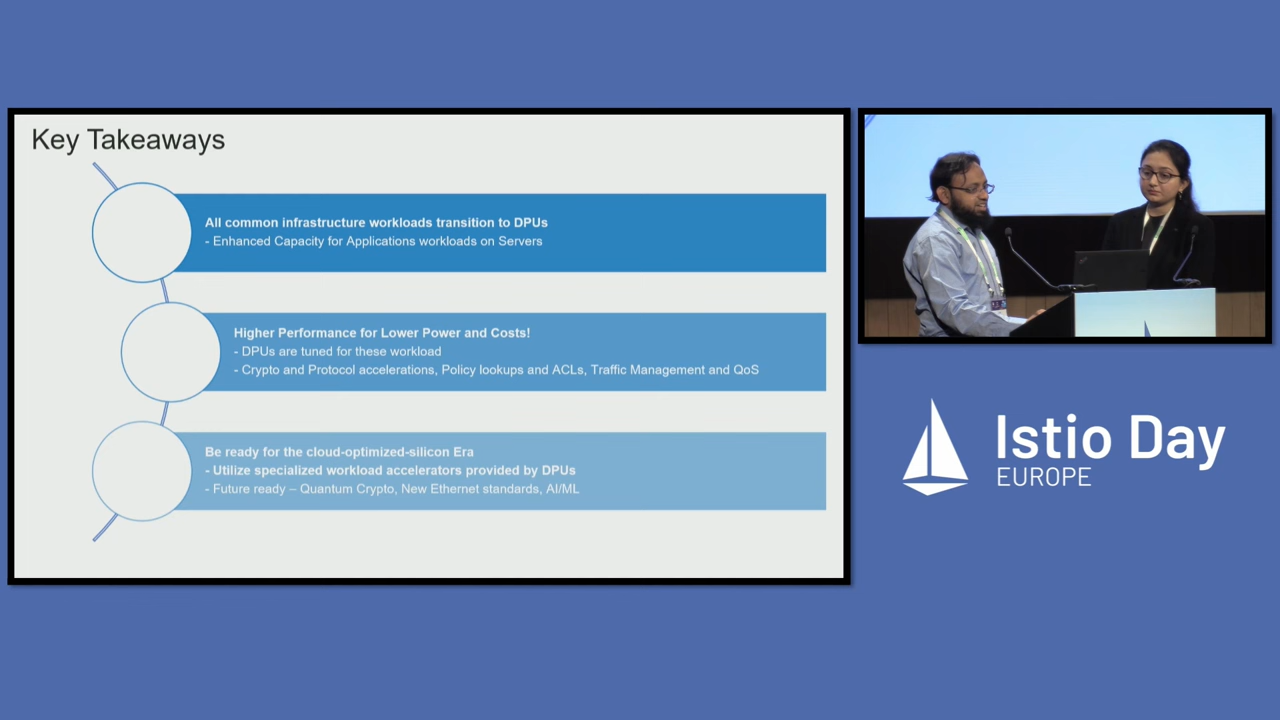 Key Takeaways
All common infrastructure workloads transition to DPUs
- Enhanced Capacity for Applications workloads on Servers
Higher Performance for Lower Power and Costs!
- DPUs are tuned for these workload
- Crypto and Protocol accelerations, Policy lookups and ACLs, Traffic Management and QoS
Be ready for the cloud-optimized-silicon Era
- Utilize specialized workload accelerators provided by DPUs
- Future ready – Quantum Crypto, New Ethernet standards, AI/ML
Istio Day
EUROPE